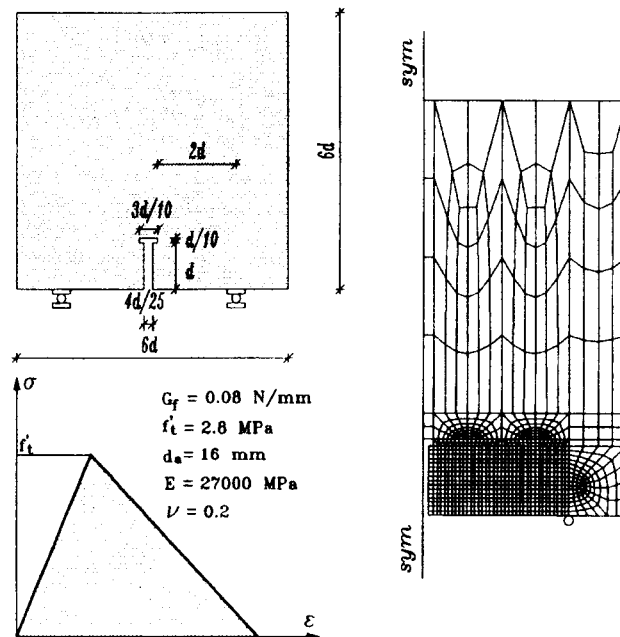 2d
6d
3d/10
d/10
d
4d/25
6d
σ
f't
G_f = 0.08 N/mm
f't = 2.8 MPa
d_a = 16 mm
E = 27000 MPa
ν = 0.2
ε
sym
sym